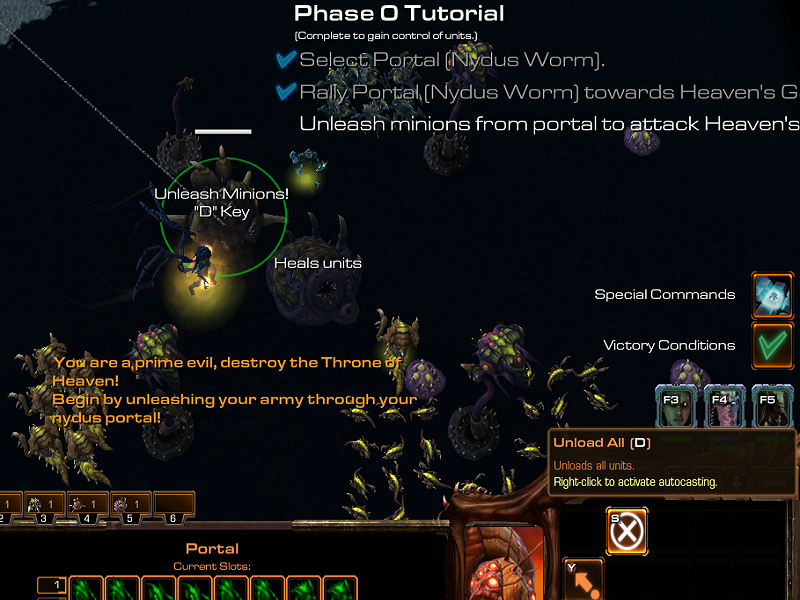 Phase 0 Tutorial
(Complete to gain control of units.)
Select Portal (Nydus Worm).
Rally Portal (Nydus Worm) towards Heaven's G
Unleash minions from portal to attack Heaven's
Unleash Minions!
"D" Key
Heals units
Special Commands
Victory Conditions
You are a prime evil, destroy the Throne of
Heaven!
Begin by unleashing your army through your
nydus portal!
F3 F4 F5
Unload All (D)
Unloads all units.
Right-click to activate autocasting.
Menu
1 1 1 1
2 3 4 5 6
S
Portal
Current Slots:
1
Y